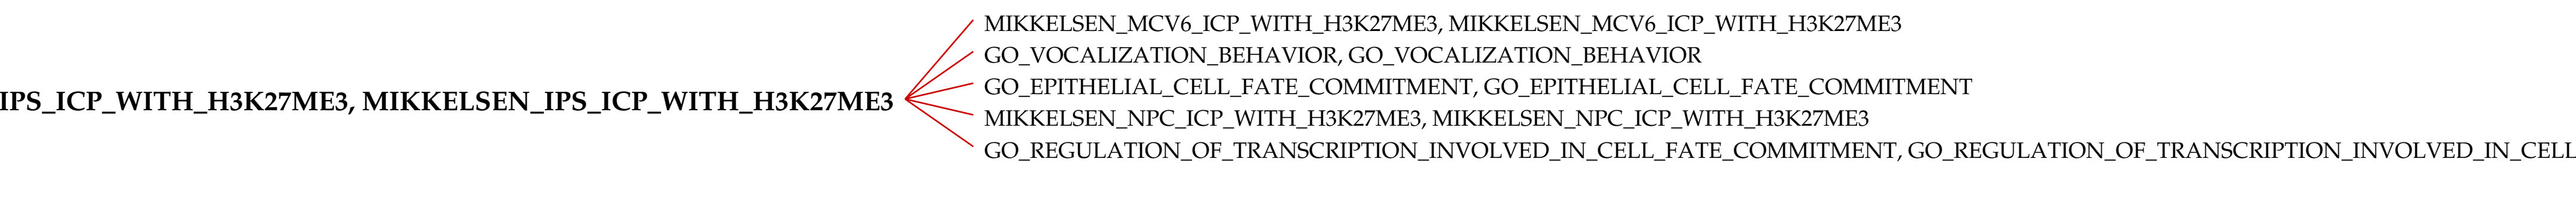 MIKKELSEN_MCV6_ICP_WITH_H3K27ME3, MIKKELSEN_MCV6_ICP_WITH_H3K27ME3
GO_VOCALIZATION_BEHAVIOR, GO_VOCALIZATION_BEHAVIOR
GO_EPITHELIAL_CELL_FATE_COMMITMENT, GO_EPITHELIAL_CELL_FATE_COMMITMENT
IPS_ICP_WITH_H3K27ME3, MIKKELSEN_IPS_ICP_WITH_H3K27ME3
MIKKELSEN_NPC_ICP_WITH_H3K27ME3, MIKKELSEN_NPC_ICP_WITH_H3K27ME3
GO_REGULATION_OF_TRANSCRIPTION_INVOLVED_IN_CELL_FATE_COMMITMENT, GO_REGULATION_OF_TRANSCRIPTION_INVOLVED_IN_CELL